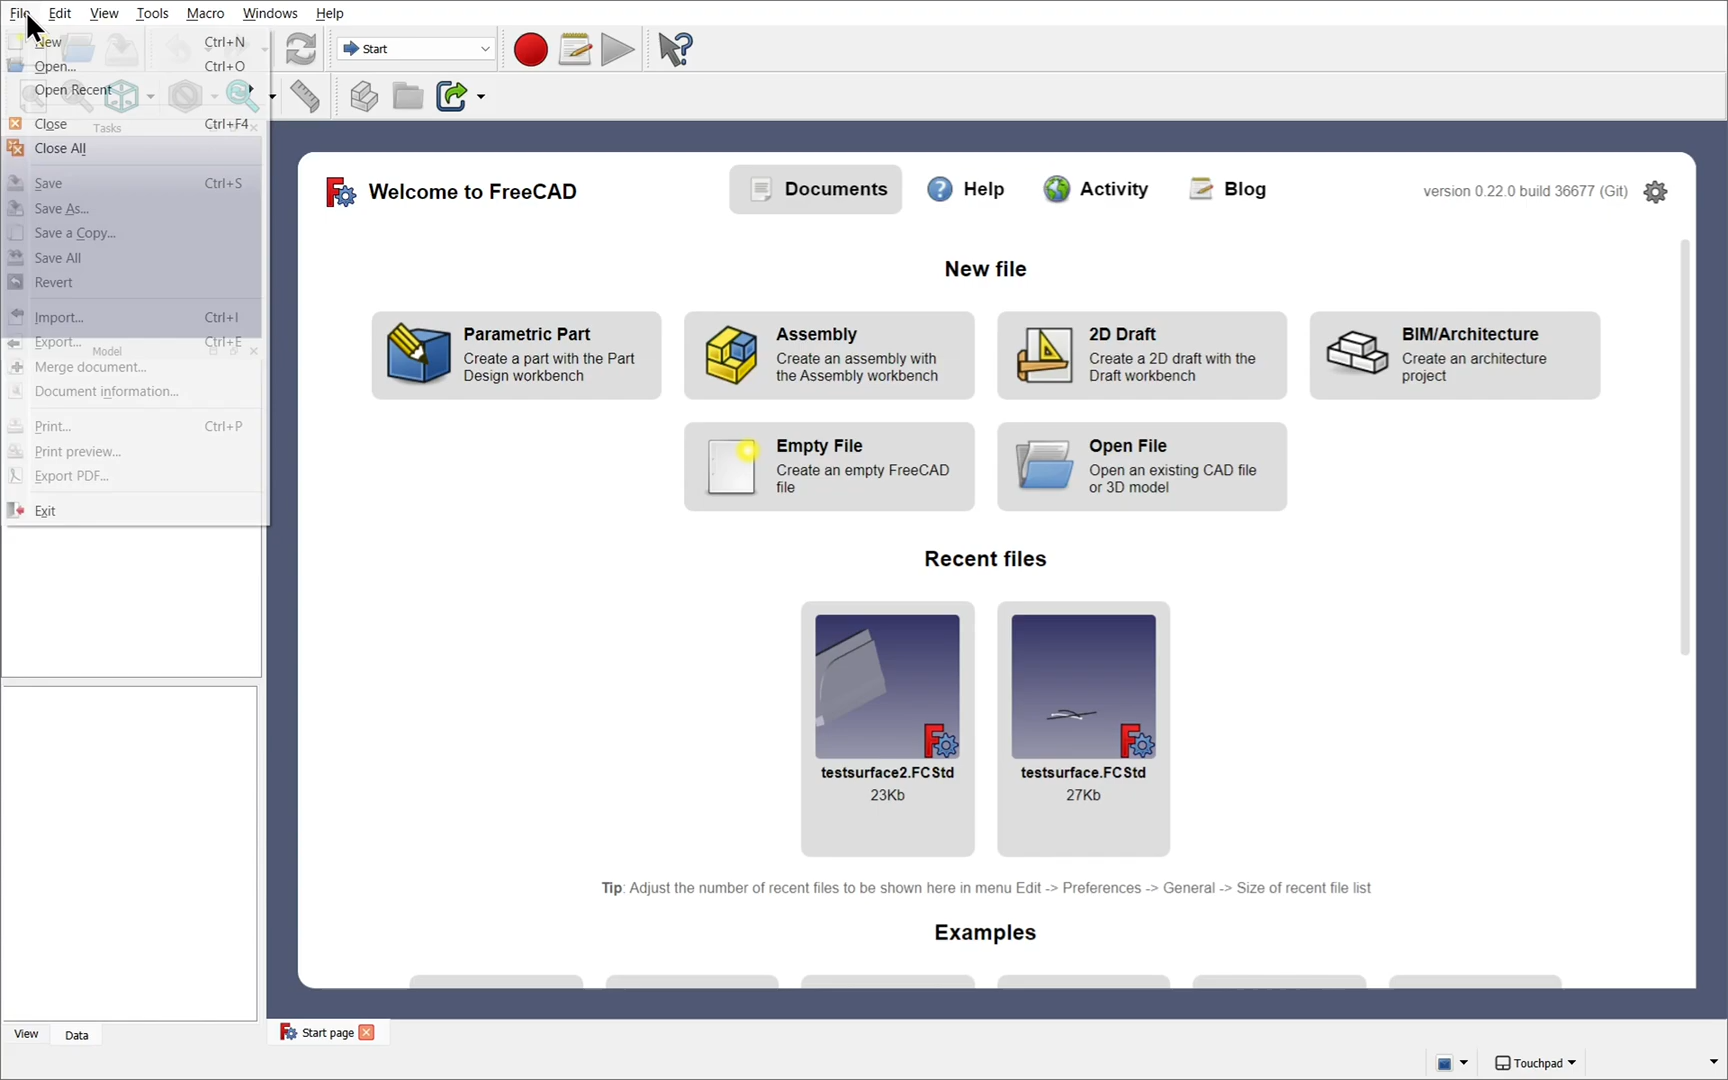 File Edit View Tools Macro Windows Help
New Ctrl+N
Start
Open... Ctrl+O
Open Recent
Close Ctrl+F4
Tasks
Close All
Save Ctrl+S
Save As...
Save a Copy...
Save All
Revert
Import... Ctrl+I
Export... Ctrl+E
Model
Merge document...
Document information...
Print... Ctrl+P
Print preview...
Export PDF...
Exit
Welcome to FreeCAD
Documents Help Activity Blog
version 0.22.0 build 36677 (Git)
New file
Parametric Part
Create a part with the Part
Design workbench
Assembly
Create an assembly with
the Assembly workbench
2D Draft
Create a 2D draft with the
Draft workbench
BIM/Architecture
Create an architecture
project
Empty File
Create an empty FreeCAD
file
Open File
Open an existing CAD file
or 3D model
Recent files
testsurface2.FCStd
23Kb
testsurface.FCStd
27Kb
Tip: Adjust the number of recent files to be shown here in menu Edit -> Preferences -> General -> Size of recent file list
Examples
View Data
Start page
Touchpad